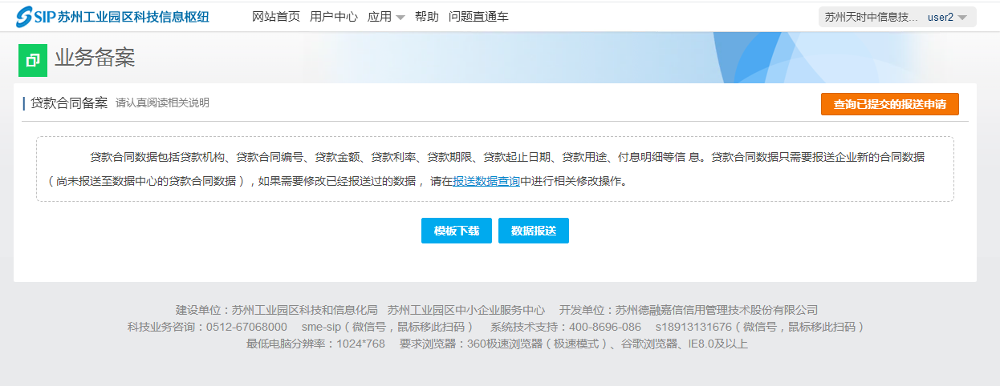 SIP苏州工业园区科技信息枢纽 网站首页 用户中心 应用 帮助 问题直通车 苏州天时中信息技... user2
业务备案
贷款合同备案 请认真阅读相关说明 查询已提交的报送申请
贷款合同数据包括贷款机构、贷款合同编号、贷款金额、贷款利率、贷款期限、贷款起止日期、贷款用途、付息明细等信 息。贷款合同数据只需要报送企业新的合同数据
（尚未报送至数据中心的贷款合同数据），如果需要修改已经报送过的数据， 请在报送数据查询中进行相关修改操作。
模板下载 数据报送
建设单位：苏州工业园区科技和信息化局 苏州工业园区中小企业服务中心 开发单位：苏州德融嘉信信用管理技术股份有限公司
科技业务咨询：0512-67068000 sme-sip（微信号，鼠标移此扫码） 系统技术支持：400-8696-086 s18913131676（微信号，鼠标移此扫码）
最低电脑分辨率：1024*768 要求浏览器：360极速浏览器（极速模式）、谷歌浏览器、IE8.0及以上